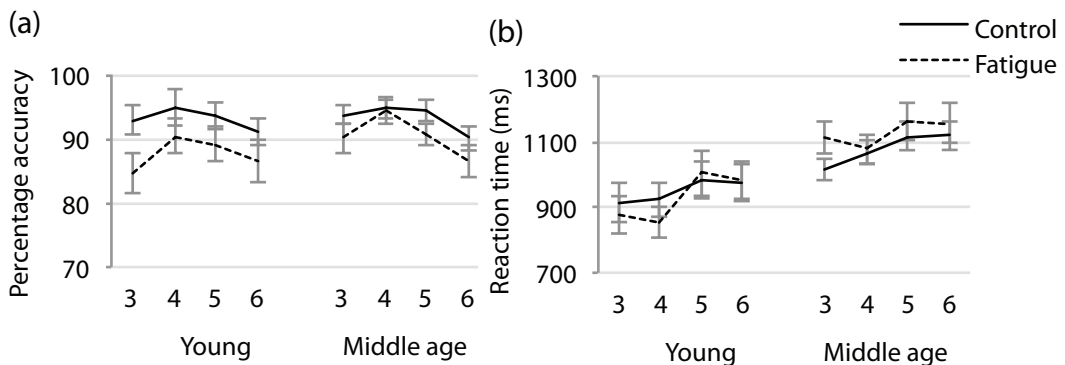 (a)
Percentage accuracy
100
90
80
70
3 4 5 6 3 4 5 6
Young Middle age
(b)
Control
Fatigue
Reaction time (ms)
1300
1100
900
700
3 4 5 6 3 4 5 6
Young Middle age